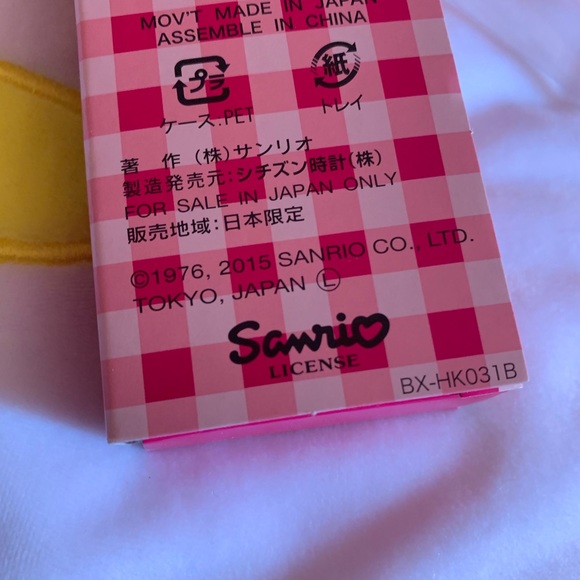 MOV'T MADE IN JAPAN
ASSEMBLE IN CHINA
プラ 紙
ケース.PET トレイ
著 作 (株)サンリオ
製造発売元:シチズン時計(株)
FOR SALE IN JAPAN ONLY
販売地域:日本限定
©1976, 2015 SANRIO CO., LTD.
TOKYO, JAPAN Ⓛ
Sanrio
LICENSE
BX-HK031B